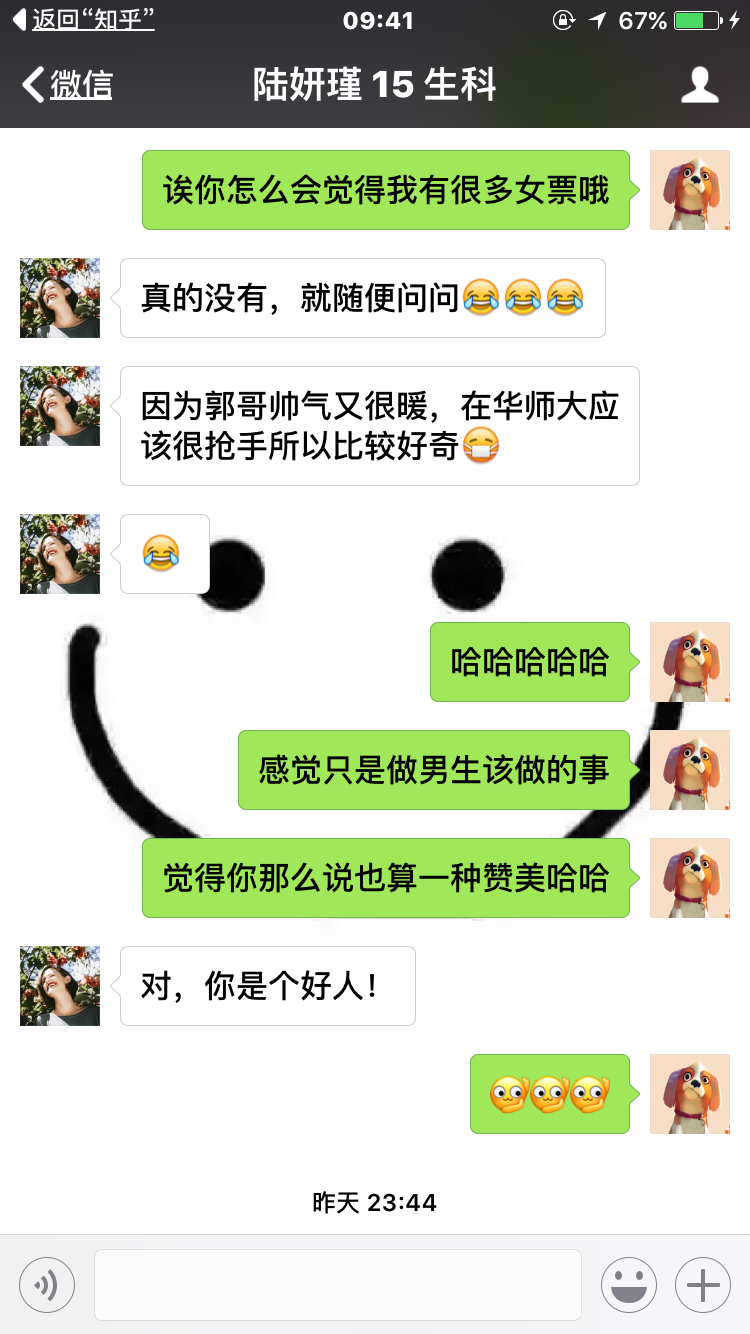 返回“知乎”
09:41
67%
微信
陆妍瑾 15 生科
诶你怎么会觉得我有很多女票哦
真的没有，就随便问问😂😂😂
因为郭哥帅气又很暖，在华师大应
该很抢手所以比较好奇😷
😂
哈哈哈哈哈
感觉只是做男生该做的事
觉得你那么说也算一种赞美哈哈
对，你是个好人！
昨天 23:44